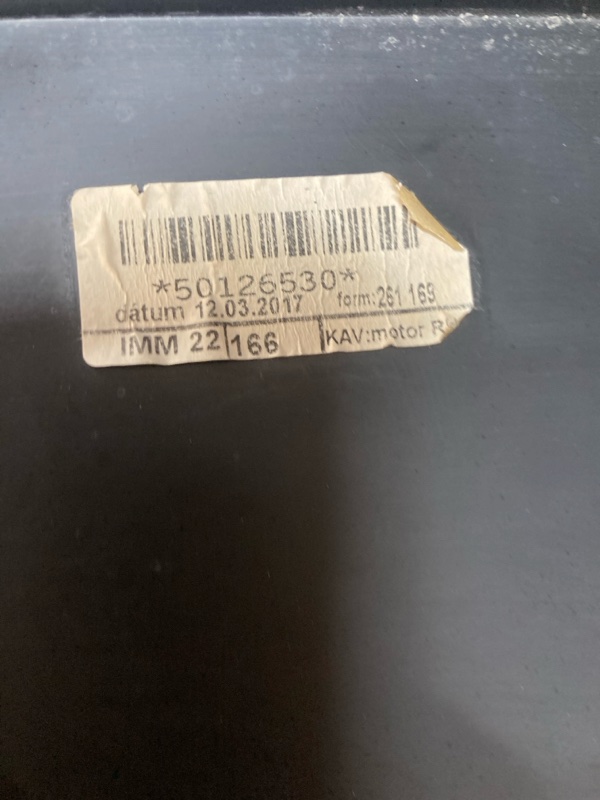 *50126530*
dátum 12.03.2017 form:261 169
IMM 22 166 KAV:motor R